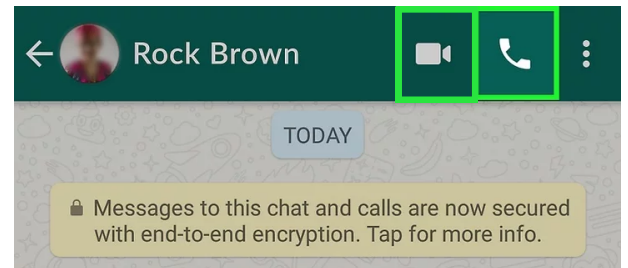 Rock Brown
TODAY
Messages to this chat and calls are now secured
with end-to-end encryption. Tap for more info.